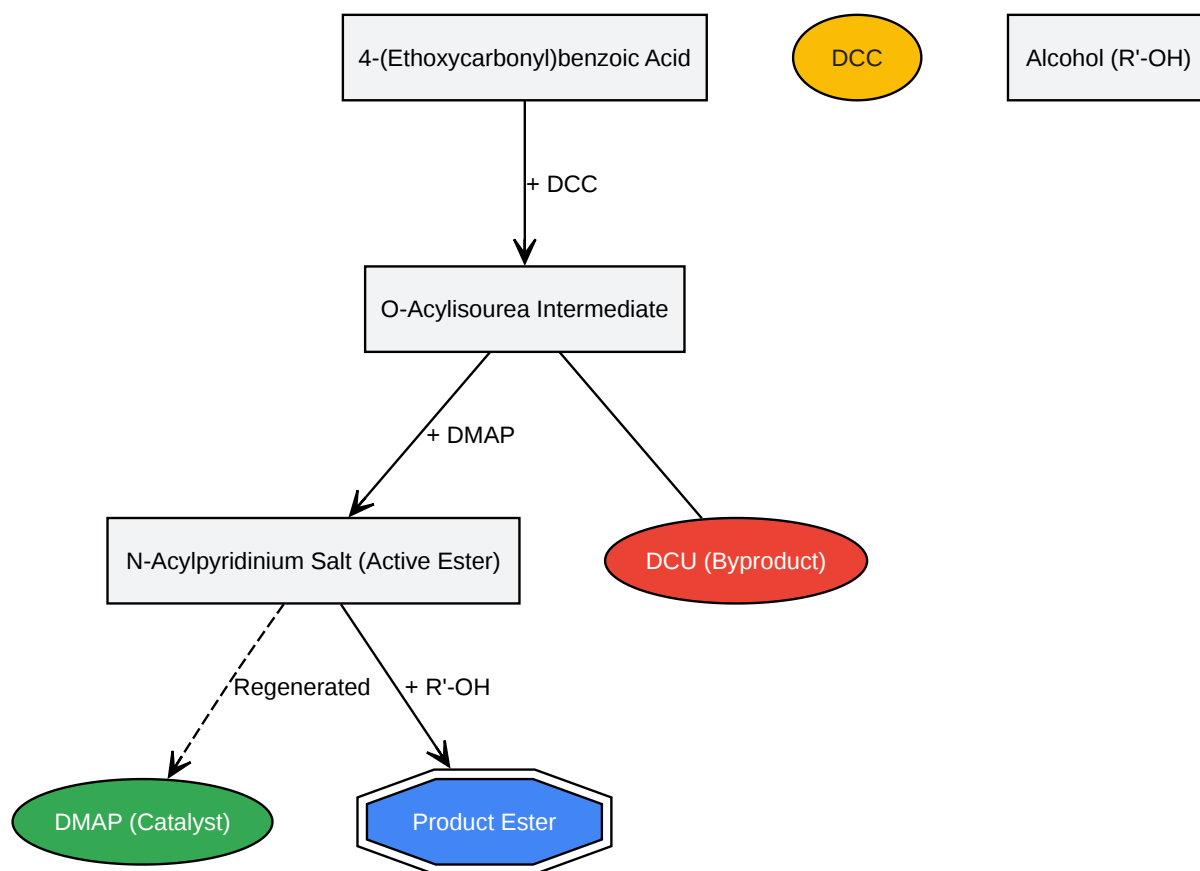 4-(Ethoxycarbonyl)benzoic Acid
DCC
Alcohol (R'-OH)
+ DCC
O-Acylisourea Intermediate
+ DMAP
N-Acylpyridinium Salt (Active Ester)
DCU (Byproduct)
Regenerated
+ R'-OH
DMAP (Catalyst)
Product Ester